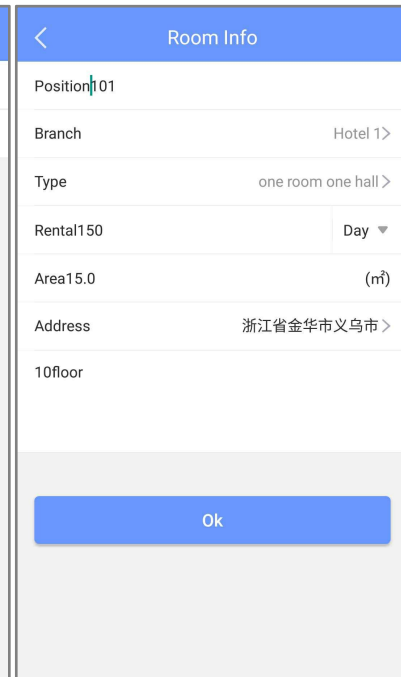 Room Info
Position101
Branch Hotel 1>
Type one room one hall>
Rental150 Day
Area15.0 (㎡)
Address 浙江省金华市义乌市>
10floor
Ok